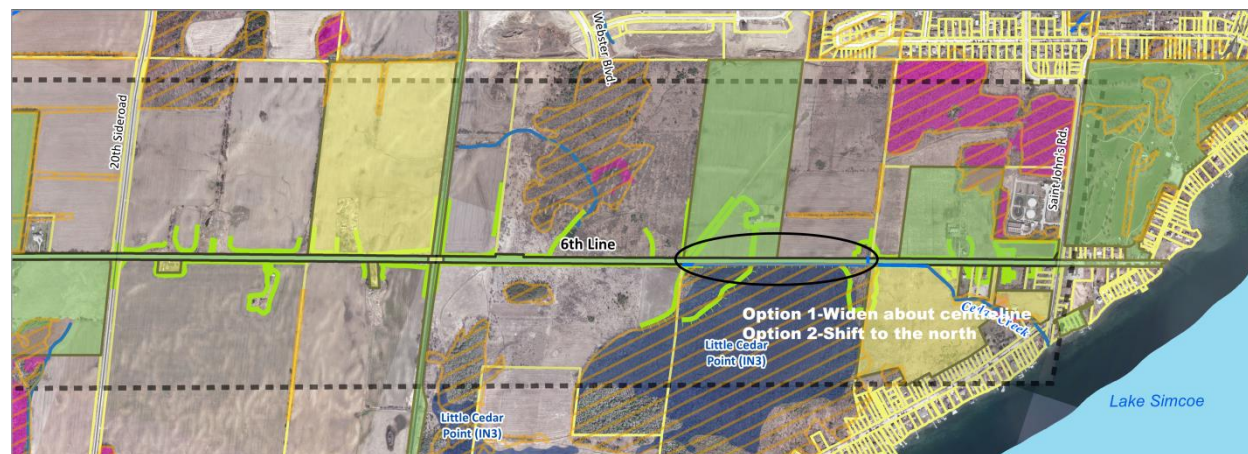 Webster Blvd.
20th Sideroad
Saint John's Rd.
6th Line
Option 1-Widen about centreline
Cedar Creek
Option 2-Shift to the north
Little Cedar
Point (IN3)
Lake Simcoe
Little Cedar
Point (IN3)